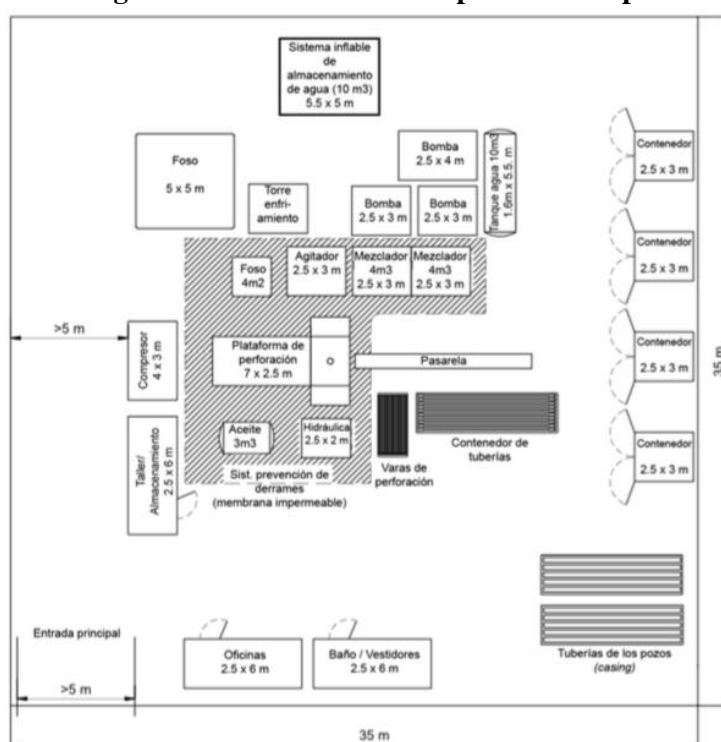 Sistema inflable
de
almacenamiento
de agua (10 m3)
5.5 x 5 m
Foso
5 x 5 m
Torre
enfri-
amiento
Bomba
2.5 x 4 m
Bomba
2.5 x 3 m
Bomba
2.5 x 3 m
Tanque agua 10m3
1.6m x 5.5. m
Contenedor
2.5 x 3 m
Contenedor
2.5 x 3 m
Contenedor
2.5 x 3 m
Contenedor
2.5 x 3 m
35 m
Foso
4m2
Agitador
2.5 x 3 m
Mezclador
4m3
2.5 x 3 m
Mezclador
4m3
2.5 x 3 m
>5 m
Compresor
4 x 3 m
Plataforma de
perforación
7 x 2.5 m
Pasarela
Taller/
Almacenamiento
2.5 x 6 m
Aceite
3m3
Hidráulica
2.5 x 2 m
Sist. prevención de
derrames
(membrana impermeable)
Varas de
perforación
Contenedor de
tuberías
Tuberías de los pozos
(casing)
Entrada principal
>5 m
Oficinas
2.5 x 6 m
Baño / Vestidores
2.5 x 6 m
35 m